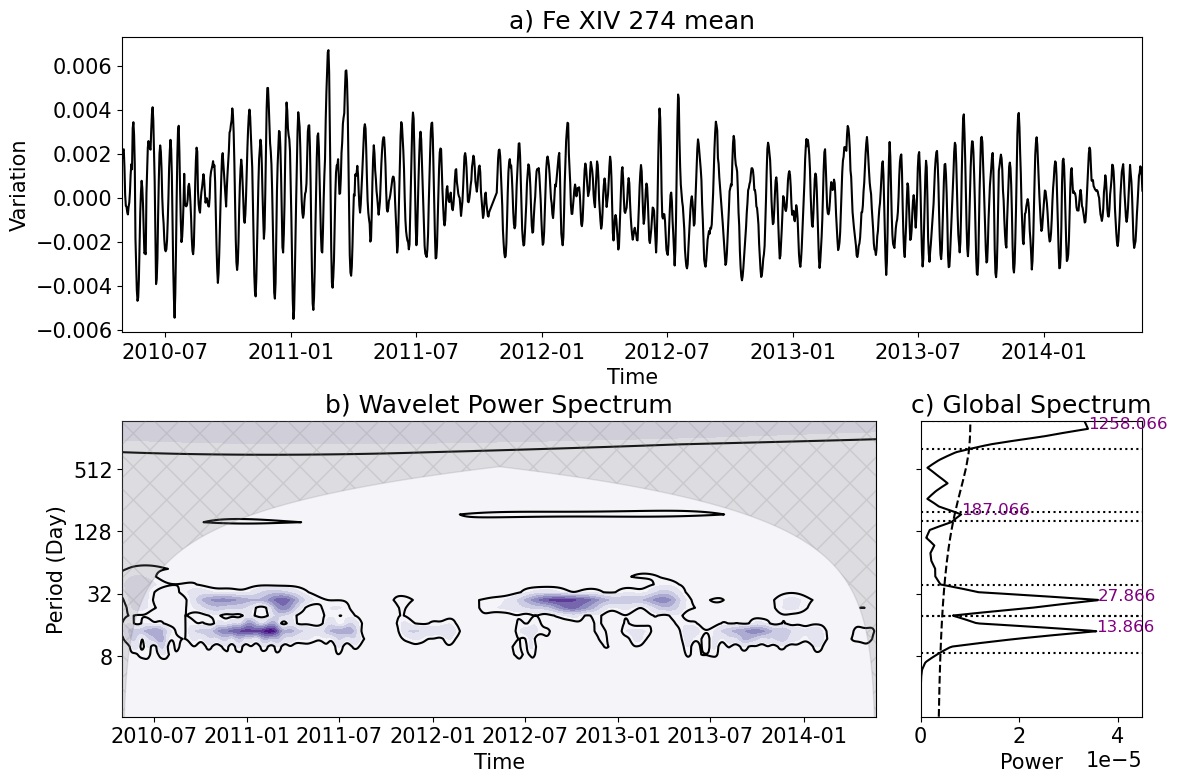 a) Fe XIV 274 mean
0.006
0.004
0.002
0.000
−0.002
−0.004
−0.006
Variation
2010-07 2011-01 2011-07 2012-01 2012-07 2013-01 2013-07 2014-01
Time
b) Wavelet Power Spectrum
512
128
32
8
Period (Day)
2010-07 2011-01 2011-07 2012-01 2012-07 2013-01 2013-07 2014-01
Time
c) Global Spectrum
1258.066
187.066
27.866
13.866
0 2 4
Power 1e−5